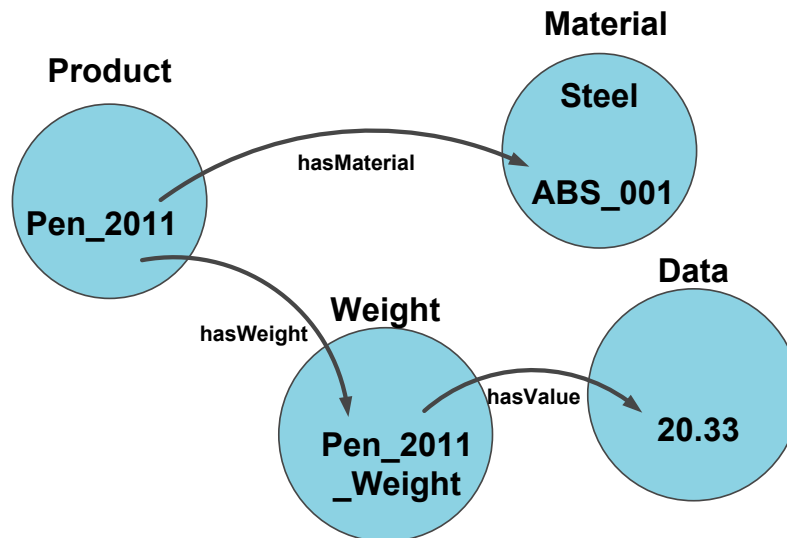 Material
Product
Steel
hasMaterial
ABS_001
Pen_2011
Data
Weight
hasWeight
hasValue
20.33
Pen_2011
_Weight